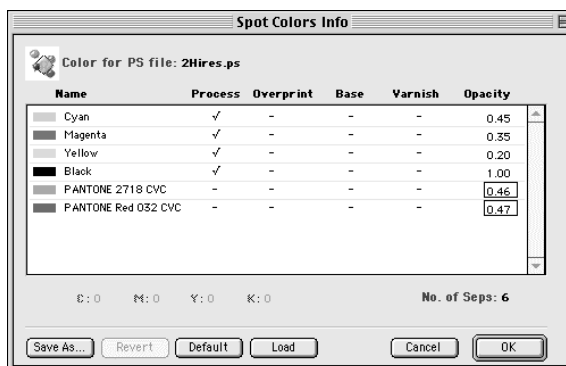 Spot Colors Info
Color for PS file: 2Hires.ps
Name Process Overprint Base Varnish Opacity
Cyan √ - - - 0.45
Magenta √ - - - 0.35
Yellow √ - - - 0.20
Black √ - - - 1.00
PANTONE 2718 CVC - - - - 0.46
PANTONE Red 032 CVC - - - - 0.47
C: 0 M: 0 Y: 0 K: 0 No. of Seps: 6
Save As... Revert Default Load Cancel OK